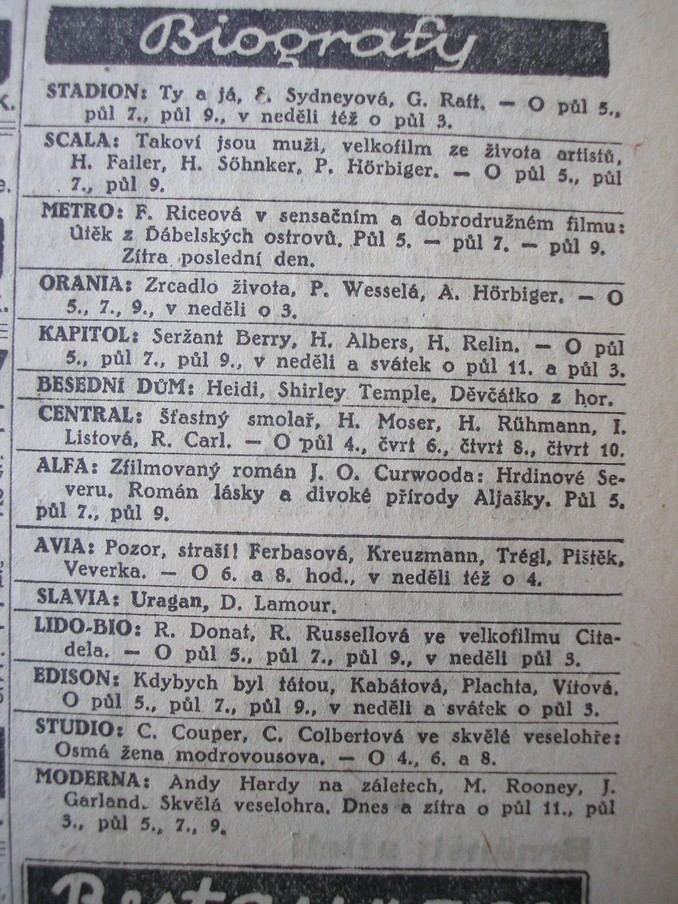 Biografy
K.
STADION: Ty a já, S. Sydneyová, G. Raft. — O půl 5.,
půl 7., půl 9., v neděli též o půl 3.
SCALA: Takoví jsou muži, velkofilm ze života artistů,
H. Failer, H. Söhnker, P. Hörbiger. — O půl 5., půl
7., půl 9.
METRO: F. Riceová v sensačním a dobrodružném filmu:
Útěk z Ďábelských ostrovů. Půl 5. — půl 7. — půl 9.
Zítra poslední den.
ORANIA: Zrcadlo života, P. Wesselá, A. Hörbiger. — O
5., 7., 9., v neděli o 3.
KAPITOL: Seržant Berry, H. Albers, H. Relin. — O půl
5., půl 7., půl 9., v neděli a svátek o půl 11. a půl 3.
BESEDNÍ DŮM: Heidi, Shirley Temple, Děvčátko z hor.
CENTRAL: Šťastný smolař, H. Moser, H. Rühmann, I.
Listová, R. Carl. — O půl 4., čvrt 6., čtvrt 8., čtvrt 10.
ALFA: Zfilmovaný román J. O. Curwooda: Hrdinové Se-
veru. Román lásky a divoké přírody Aljašky. Půl 5.
půl 7., půl 9.
AVIA: Pozor, straší! Ferbasová, Kreuzmann, Trégl, Pištěk,
Veverka. — O 6. a 8. hod., v neděli též o 4.
SLAVIA: Uragan, D. Lamour.
LIDO-BIO: R. Donat, R. Russellová ve velkofilmu Cita-
dela. — O půl 5., půl 7., půl 9., v neděli půl 3.
EDISON: Kdybych byl tátou, Kabátová, Plachta, Vítová.
O půl 5., půl 7., půl 9., v neděli a svátek o půl 3.
STUDIO: C. Couper, C. Colbertová ve skvělé veselohře:
Osmá žena modrovousova. — O 4., 6. a 8.
MODERNA: Andy Hardy na záletech, M. Rooney, J.
Garland. Skvělá veselohra. Dnes a zítra o půl 11., půl
3., půl 5., 7., 9.